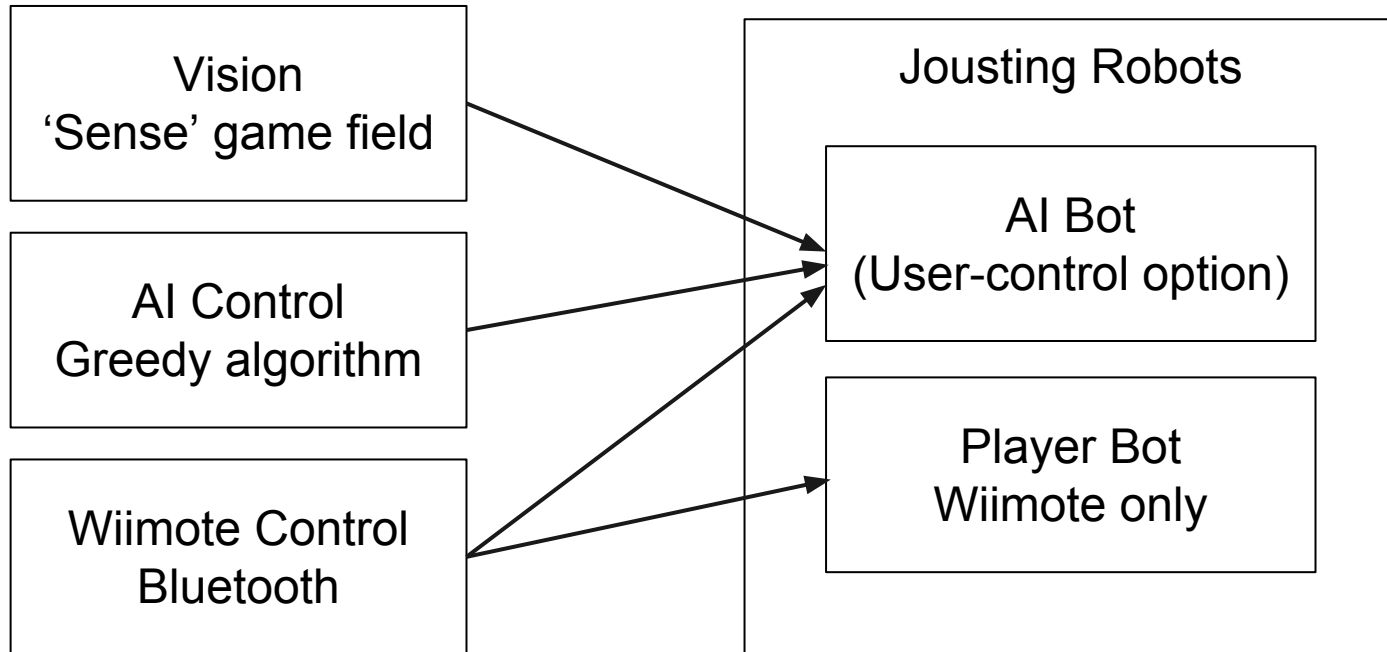 Vision
‘Sense’ game field
AI Control
Greedy algorithm
Wiimote Control
Bluetooth
Jousting Robots
AI Bot
(User-control option)
Player Bot
Wiimote only